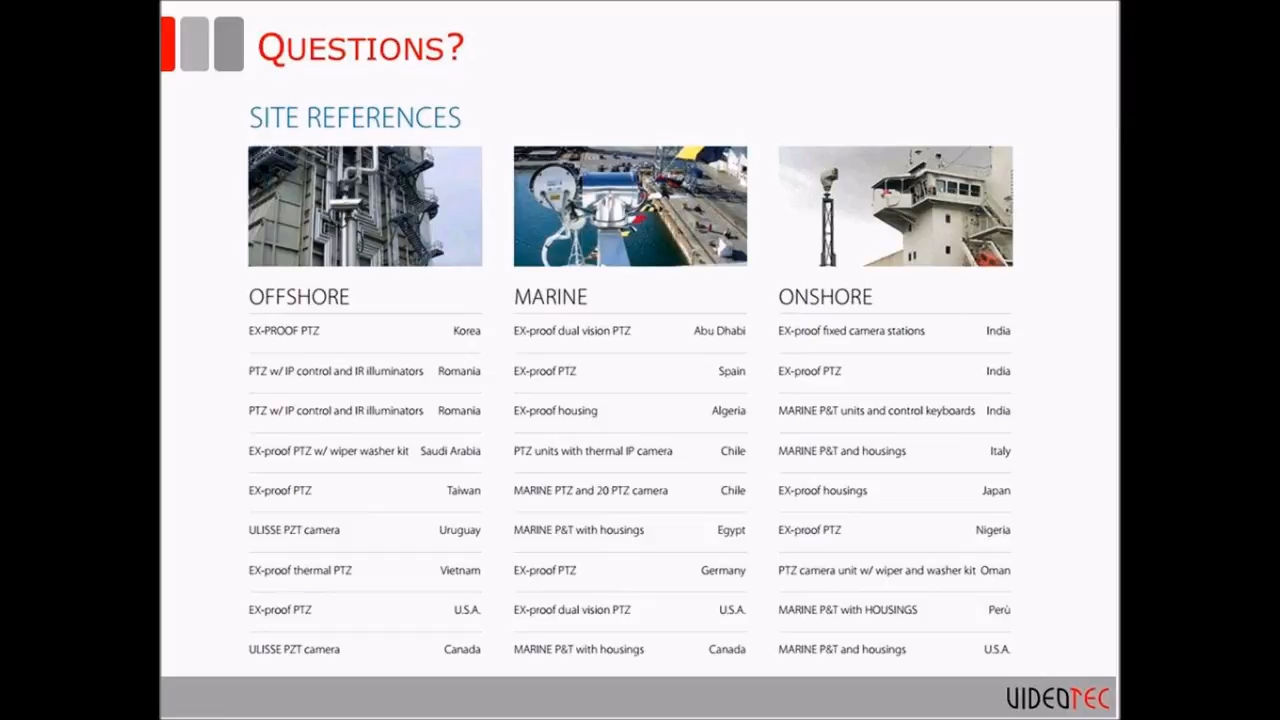 QUESTIONS?
SITE REFERENCES
OFFSHORE
EX-PROOF PTZ Korea
PTZ w/ IP control and IR illuminators Romania
PTZ w/ IP control and IR illuminators Romania
EX-proof PTZ w/ wiper washer kit Saudi Arabia
EX-proof PTZ Taiwan
ULISSE PZT camera Uruguay
EX-proof thermal PTZ Vietnam
EX-proof PTZ U.S.A.
ULISSE PZT camera Canada
MARINE
EX-proof dual vision PTZ Abu Dhabi
EX-proof PTZ Spain
EX-proof housing Algeria
PTZ units with thermal IP camera Chile
MARINE PTZ and 20 PTZ camera Chile
MARINE P&T with housings Egypt
EX-proof PTZ Germany
EX-proof dual vision PTZ U.S.A.
MARINE P&T with housings Canada
ONSHORE
EX-proof fixed camera stations India
EX-proof PTZ India
MARINE P&T units and control keyboards India
MARINE P&T and housings Italy
EX-proof housings Japan
EX-proof PTZ Nigeria
PTZ camera unit w/ wiper and washer kit Oman
MARINE P&T with HOUSINGS Perù
MARINE P&T and housings U.S.A.
VIDEOTEC